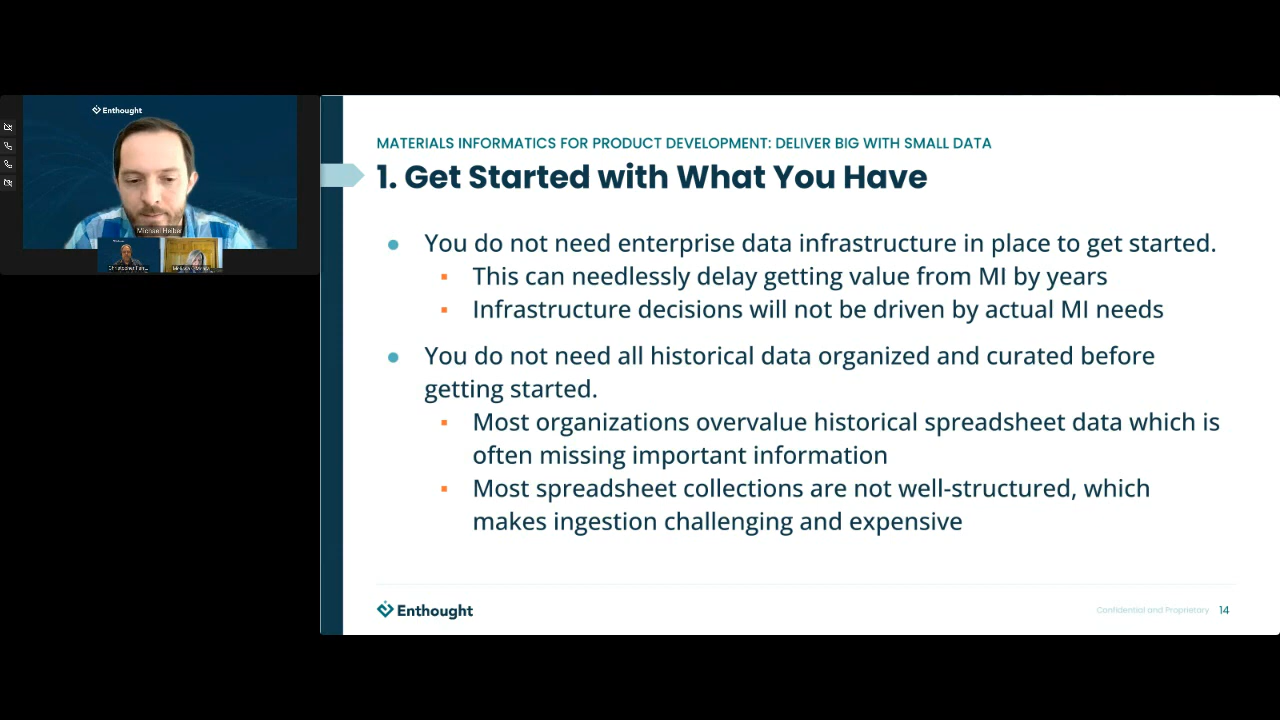 Enthought
Michael Heiber
MATERIALS INFORMATICS FOR PRODUCT DEVELOPMENT: DELIVER BIG WITH SMALL DATA
1. Get Started with What You Have
You do not need enterprise data infrastructure in place to get started.
This can needlessly delay getting value from MI by years
Infrastructure decisions will not be driven by actual MI needs
You do not need all historical data organized and curated before
getting started.
Most organizations overvalue historical spreadsheet data which is
often missing important information
Most spreadsheet collections are not well-structured, which
makes ingestion challenging and expensive
Enthought
Confidential and Proprietary 14